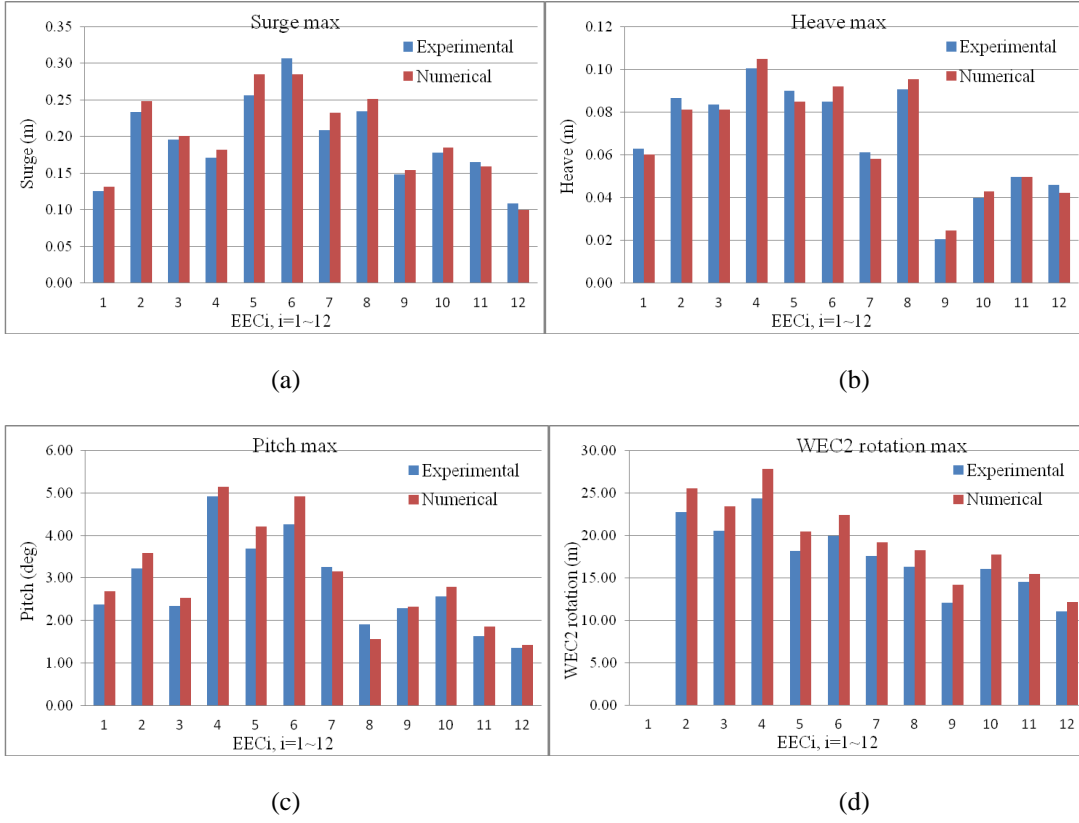 Surge max
0.35
0.30
0.25
0.20
0.15
0.10
0.05
0.00
Surge (m)
Experimental
Numerical
1 2 3 4 5 6 7 8 9 10 11 12
EECi, i=1~12
(a)
Heave max
0.12
0.10
0.08
0.06
0.04
0.02
0.00
Heave (m)
Experimental
Numerical
1 2 3 4 5 6 7 8 9 10 11 12
EECi, i=1~12
(b)
Pitch max
6.00
5.00
4.00
3.00
2.00
1.00
0.00
Pitch (deg)
Experimental
Numerical
1 2 3 4 5 6 7 8 9 10 11 12
EECi, i=1~12
(c)
WEC2 rotation max
30.00
25.00
20.00
15.00
10.00
5.00
0.00
WEC2 rotation (m)
Experimental
Numerical
1 2 3 4 5 6 7 8 9 10 11 12
EECi, i=1~12
(d)